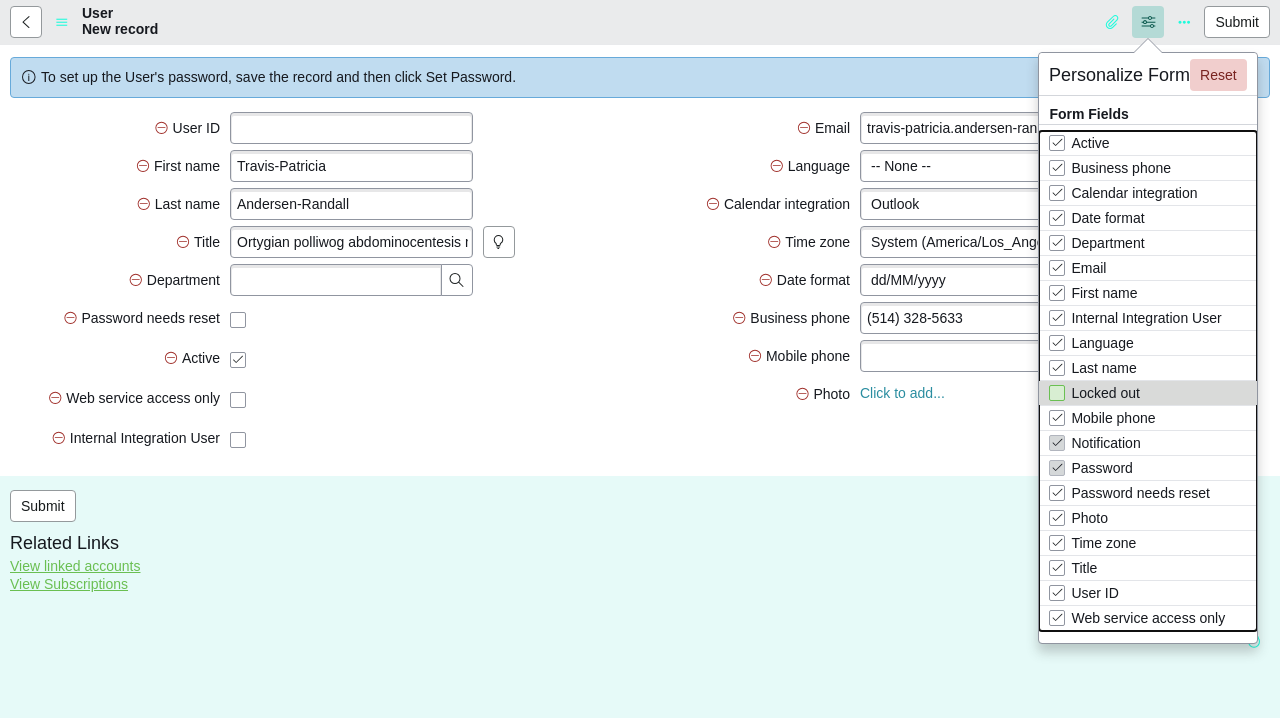 User
New record
Submit
To set up the User's password, save the record and then click Set Password.
User ID
First name
Travis-Patricia
Last name
Andersen-Randall
Title
Ortygian polliwog abdominocentesis
Department
Password needs reset
Active
Web service access only
Internal Integration User
Email
travis-patricia.andersen-ran
Language
-- None --
Calendar integration
Outlook
Time zone
System (America/Los_Ang
Date format
dd/MM/yyyy
Business phone
(514) 328-5633
Mobile phone
Photo
Click to add...
Personalize Form
Reset
Form Fields
Active
Business phone
Calendar integration
Date format
Department
Email
First name
Internal Integration User
Language
Last name
Locked out
Mobile phone
Notification
Password
Password needs reset
Photo
Time zone
Title
User ID
Web service access only
Submit
Related Links
View linked accounts
View Subscriptions